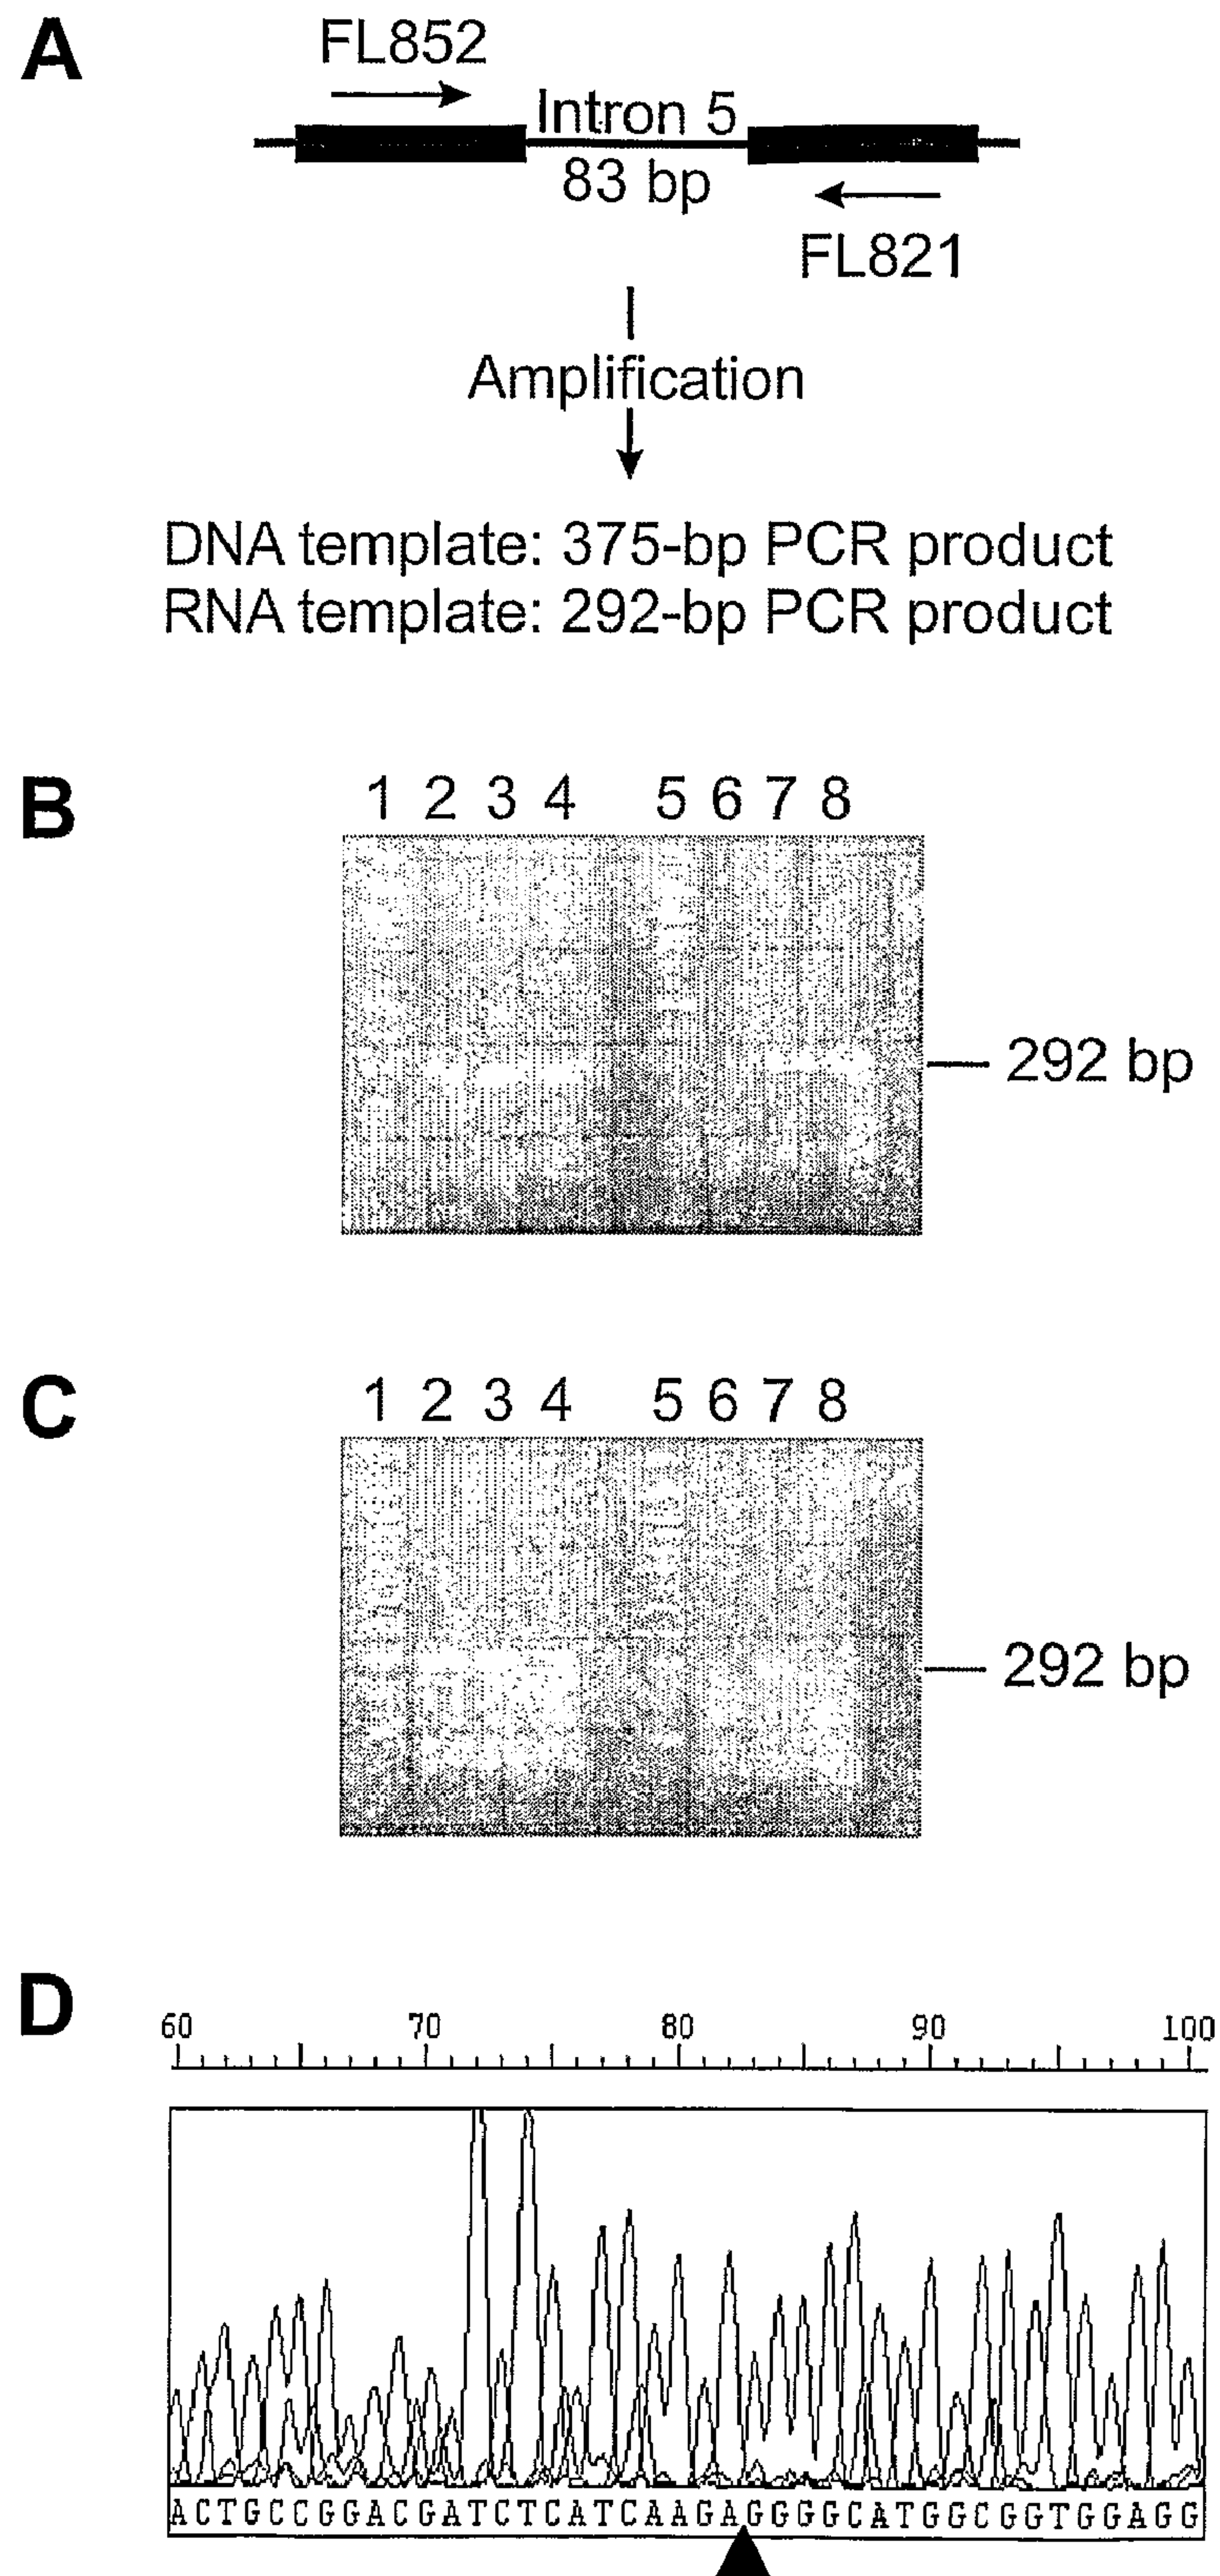 A
FL852
Intron 5
83 bp
FL821
Amplification
DNA template: 375-bp PCR product
RNA template: 292-bp PCR product
B
1 2 3 4 5 6 7 8
292 bp
C
1 2 3 4 5 6 7 8
292 bp
D
60 70 80 90 100
ACTGCCGGACGATCTCATCAAGAGGGGCATGGCGGTGGAGG